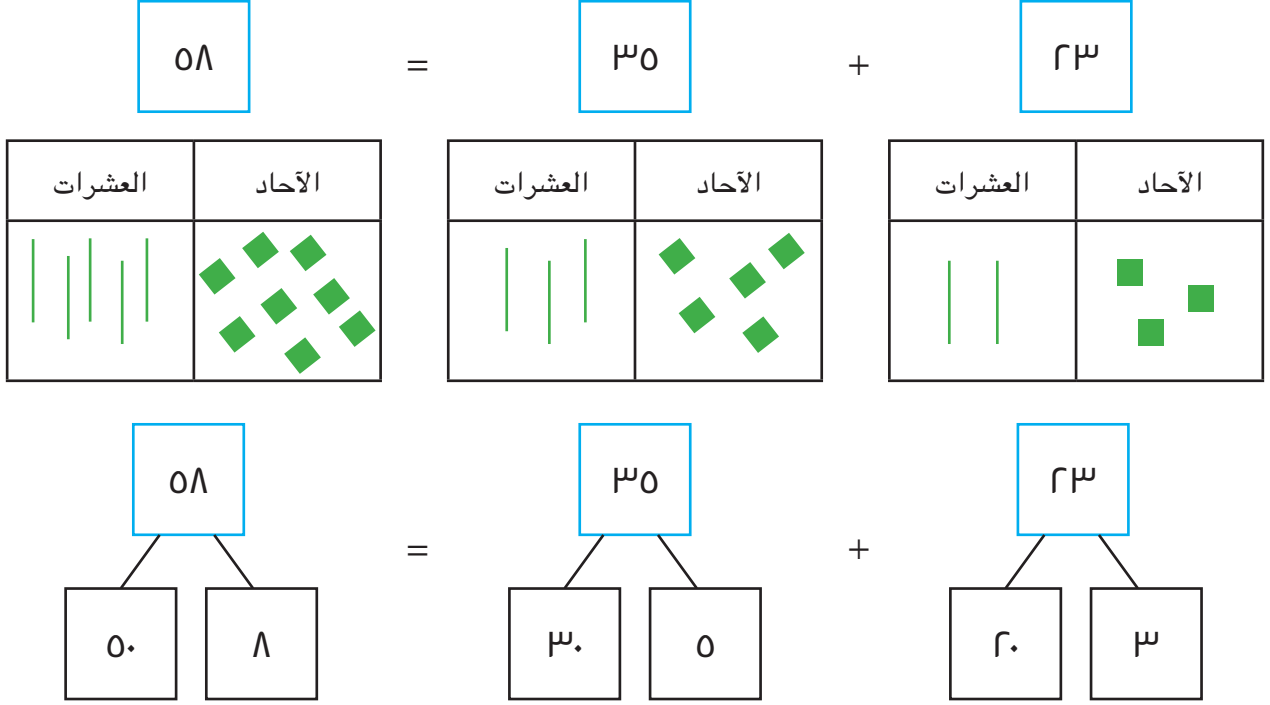 ٢٣ + ٣٥ = ٥٨
الآحاد العشرات الآحاد العشرات الآحاد العشرات
٢٣ + ٣٥ = ٥٨
٣ ٢٠ ٥ ٣٠ ٨ ٥٠